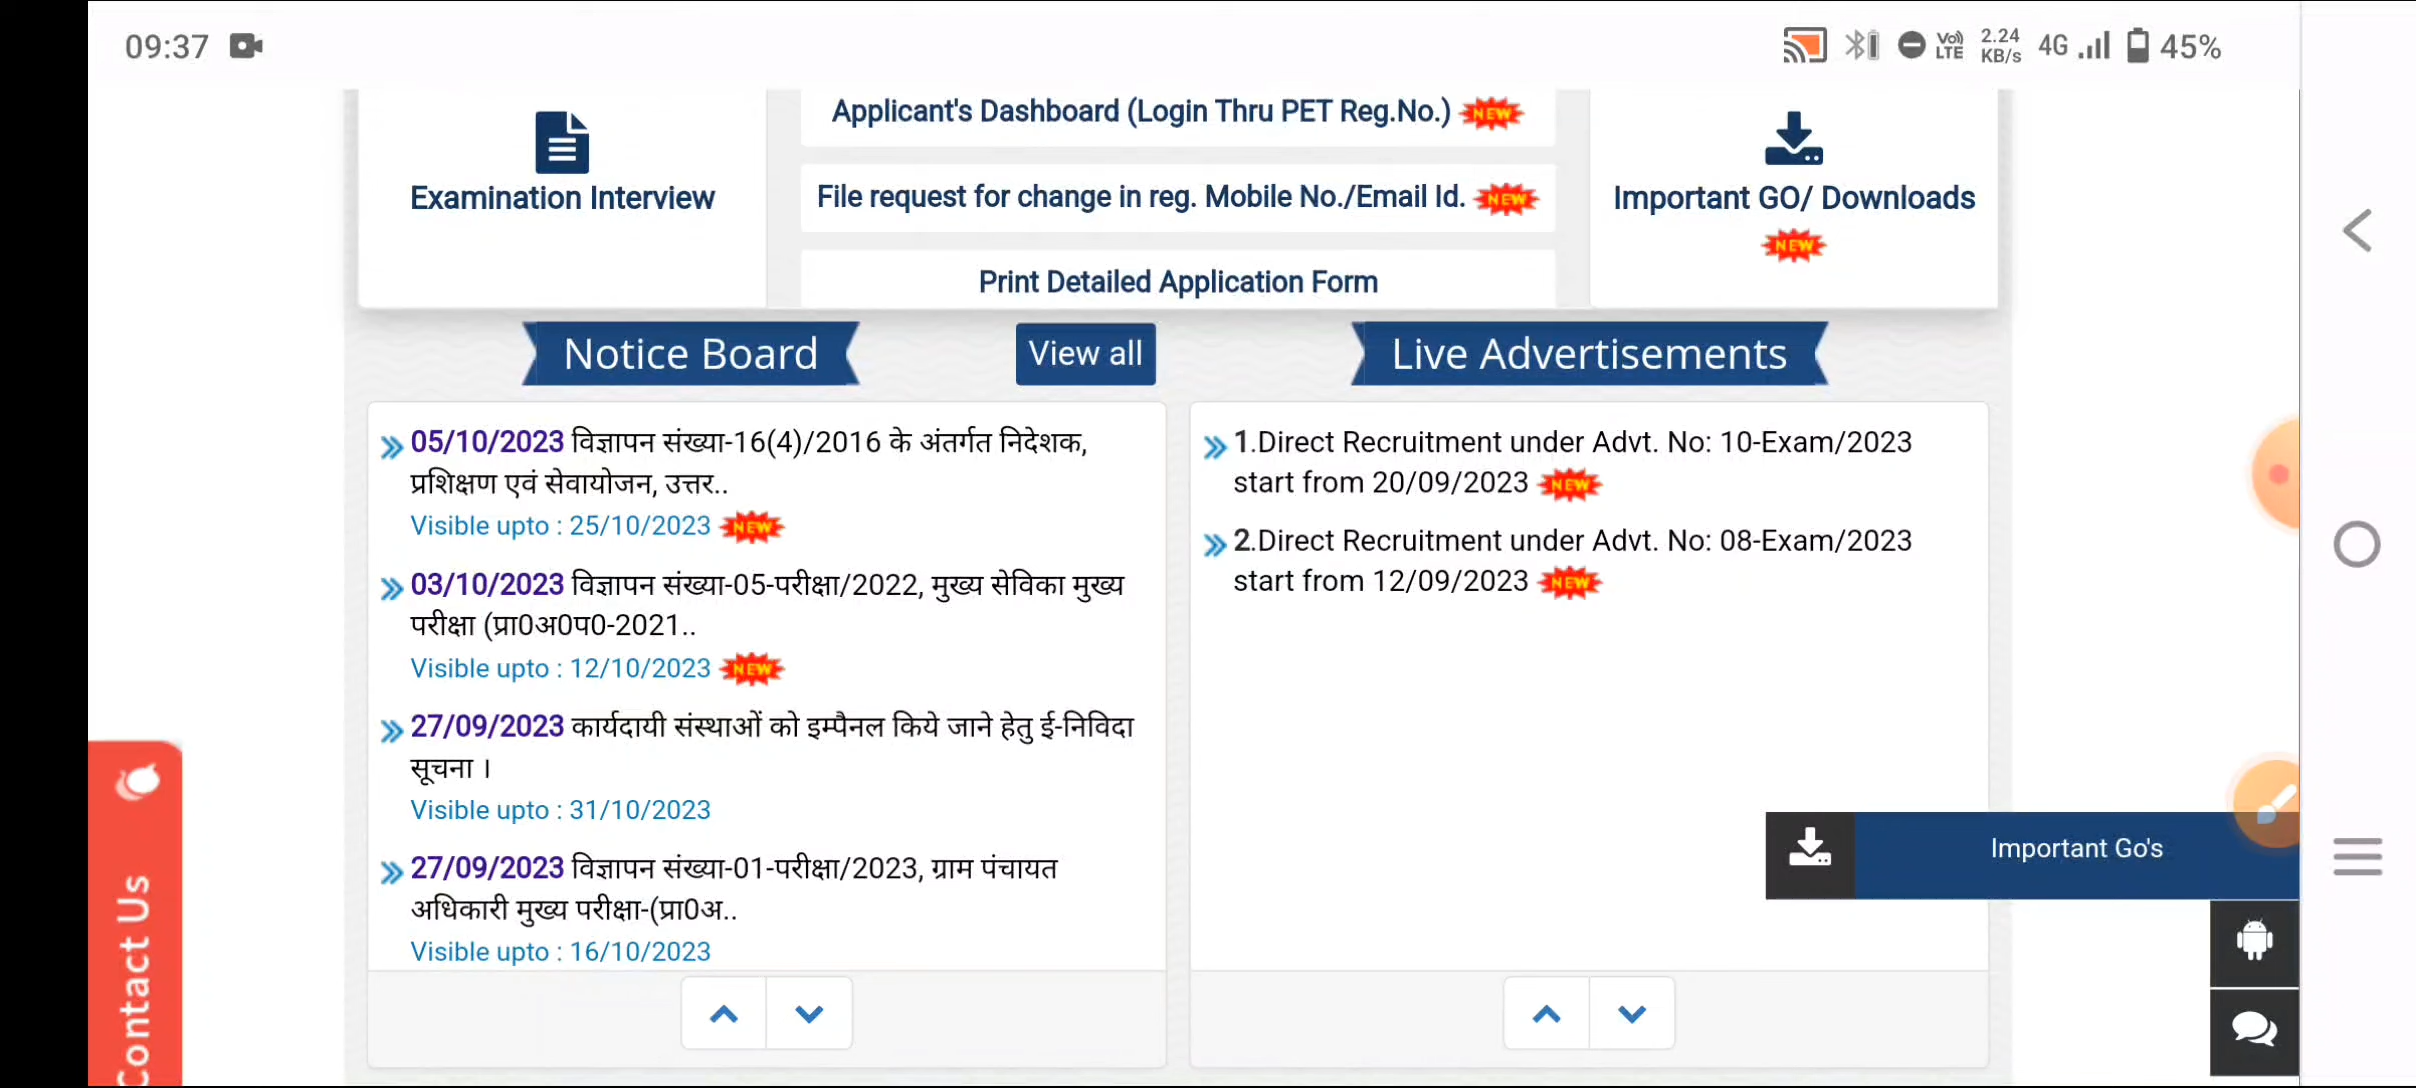 09:37
Vo) LTE
2.24 KB/s
4G
45%
Examination Interview
Applicant's Dashboard (Login Thru PET Reg.No.) NEW
File request for change in reg. Mobile No./Email Id. NEW
Print Detailed Application Form
Important GO/ Downloads
NEW
Notice Board
View all
Live Advertisements
05/10/2023 विज्ञापन संख्या-16(4)/2016 के अंतर्गत निदेशक,
प्रशिक्षण एवं सेवायोजन, उत्तर..
Visible upto : 25/10/2023 NEW
03/10/2023 विज्ञापन संख्या-05-परीक्षा/2022, मुख्य सेविका मुख्य
परीक्षा (प्रा0अ0प0-2021..
Visible upto : 12/10/2023 NEW
27/09/2023 कार्यदायी संस्थाओं को इम्पैनल किये जाने हेतु ई-निविदा
सूचना ।
Visible upto : 31/10/2023
27/09/2023 विज्ञापन संख्या-01-परीक्षा/2023, ग्राम पंचायत
अधिकारी मुख्य परीक्षा-(प्रा0अ..
Visible upto : 16/10/2023
1.Direct Recruitment under Advt. No: 10-Exam/2023
start from 20/09/2023 NEW
2.Direct Recruitment under Advt. No: 08-Exam/2023
start from 12/09/2023 NEW
Important Go's
Contact Us